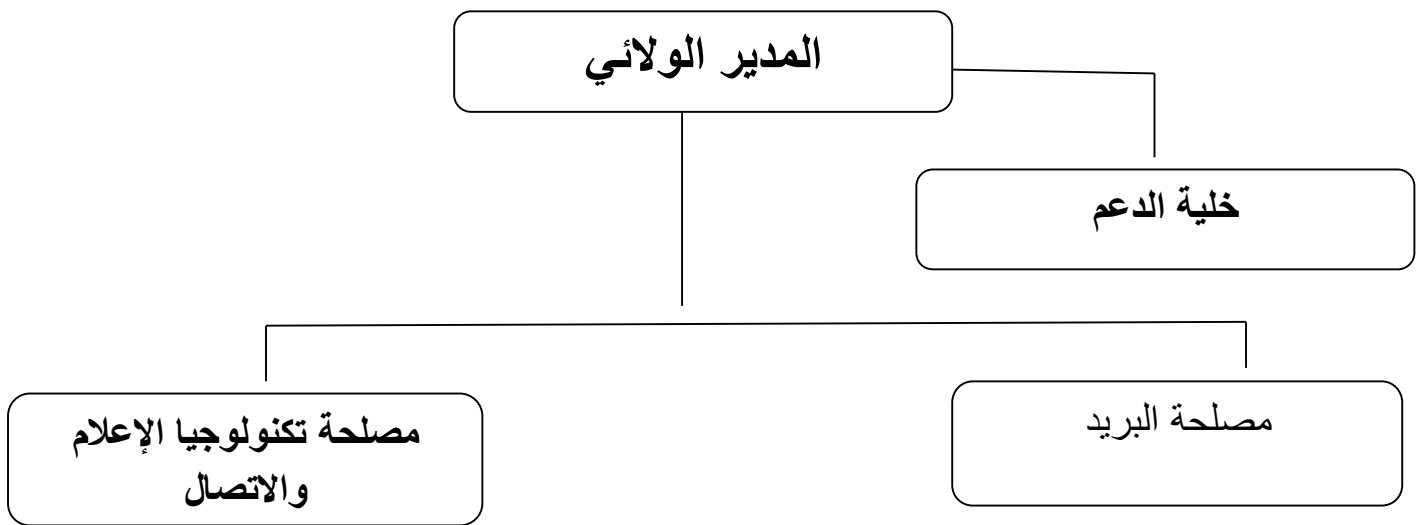 المدير الولائي
خلية الدعم
مصلحة البريد
مصلحة تكنولوجيا الإعلام
والاتصال